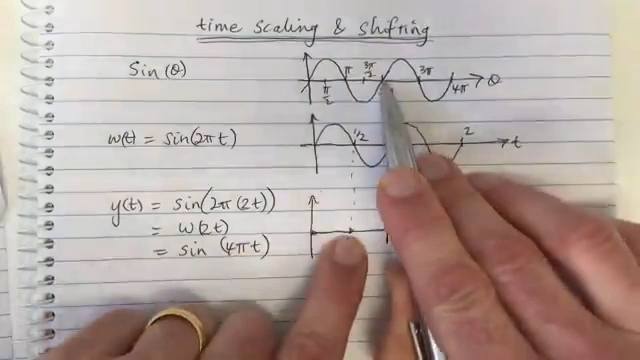 time scaling & shifting
sin(θ)
π/2 π 3π/2 3π 4π θ
w(t) = sin(2πt)
1/2 2 t
y(t) = sin(2π(2t))
= w(2t)
= sin (4πt)